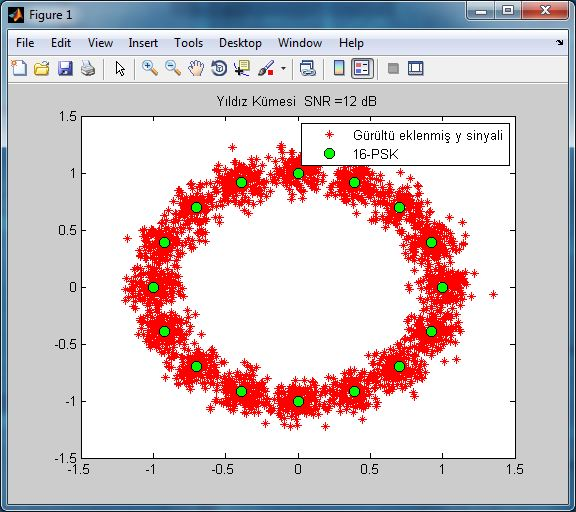 Figure 1
File Edit View Insert Tools Desktop Window Help
Yıldız Kümesi SNR =12 dB
Gürültü eklenmiş y sinyali
16-PSK
1.5
1
0.5
0
-0.5
-1
-1.5
-1.5 -1 -0.5 0 0.5 1 1.5